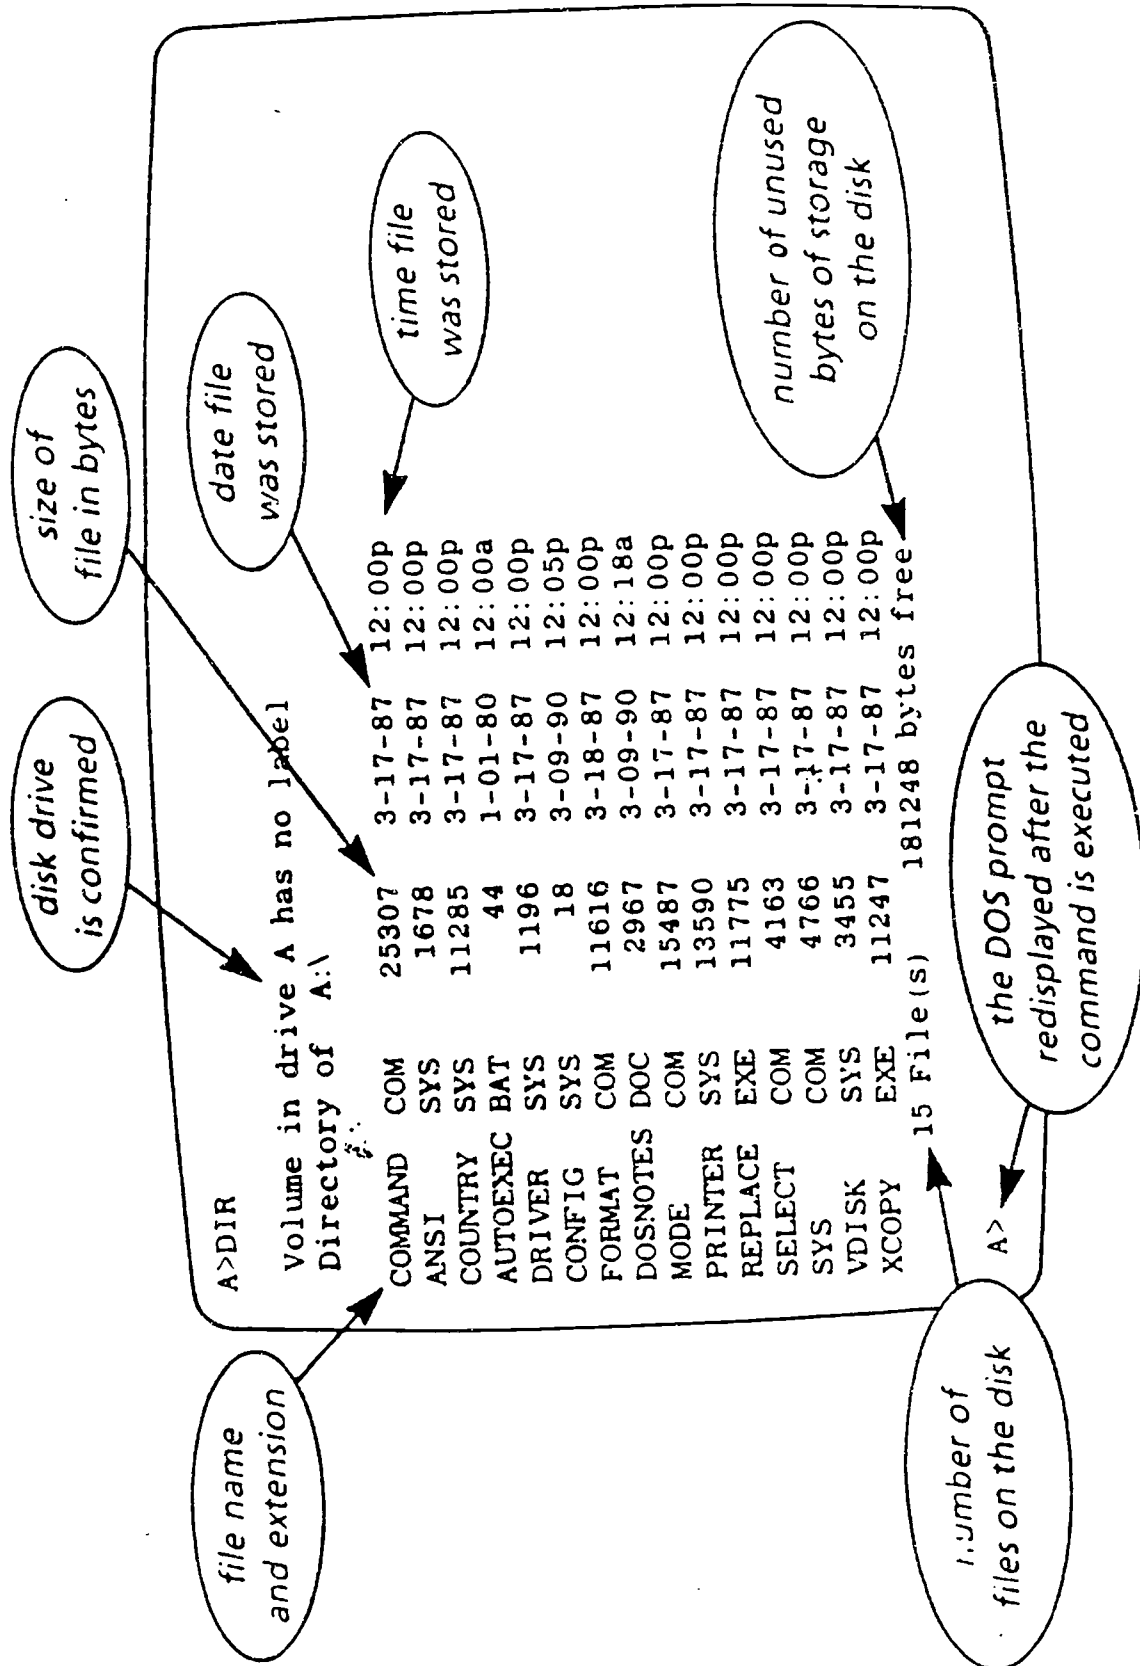 disk drive
is confirmed
size of
file in bytes
date file
was stored
time file
was stored
file name
and extension
A>DIR
Volume in drive A has no label
Directory of A:\
COMMAND COM 25307 3-17-87 12:00p
ANSI SYS 1678 3-17-87 12:00p
COUNTRY SYS 11285 3-17-87 12:00p
AUTOEXEC BAT 44 1-01-80 12:00a
DRIVER SYS 1196 3-17-87 12:00p
CONFIG SYS 18 3-09-90 12:05p
FORMAT COM 11616 3-18-87 12:00p
DOSNOTES DOC 2967 3-09-90 12:18a
MODE COM 15487 3-17-87 12:00p
PRINTER SYS 13590 3-17-87 12:00p
REPLACE EXE 11775 3-17-87 12:00p
SELECT COM 4163 3-17-87 12:00p
SYS COM 4766 3-17-87 12:00p
VDISK SYS 3455 3-17-87 12:00p
XCOPY EXE 11247 3-17-87 12:00p
15 File(s) 181248 bytes free
A>
number of
files on the disk
the DOS prompt
redisplayed after the
command is executed
number of unused
bytes of storage
on the disk